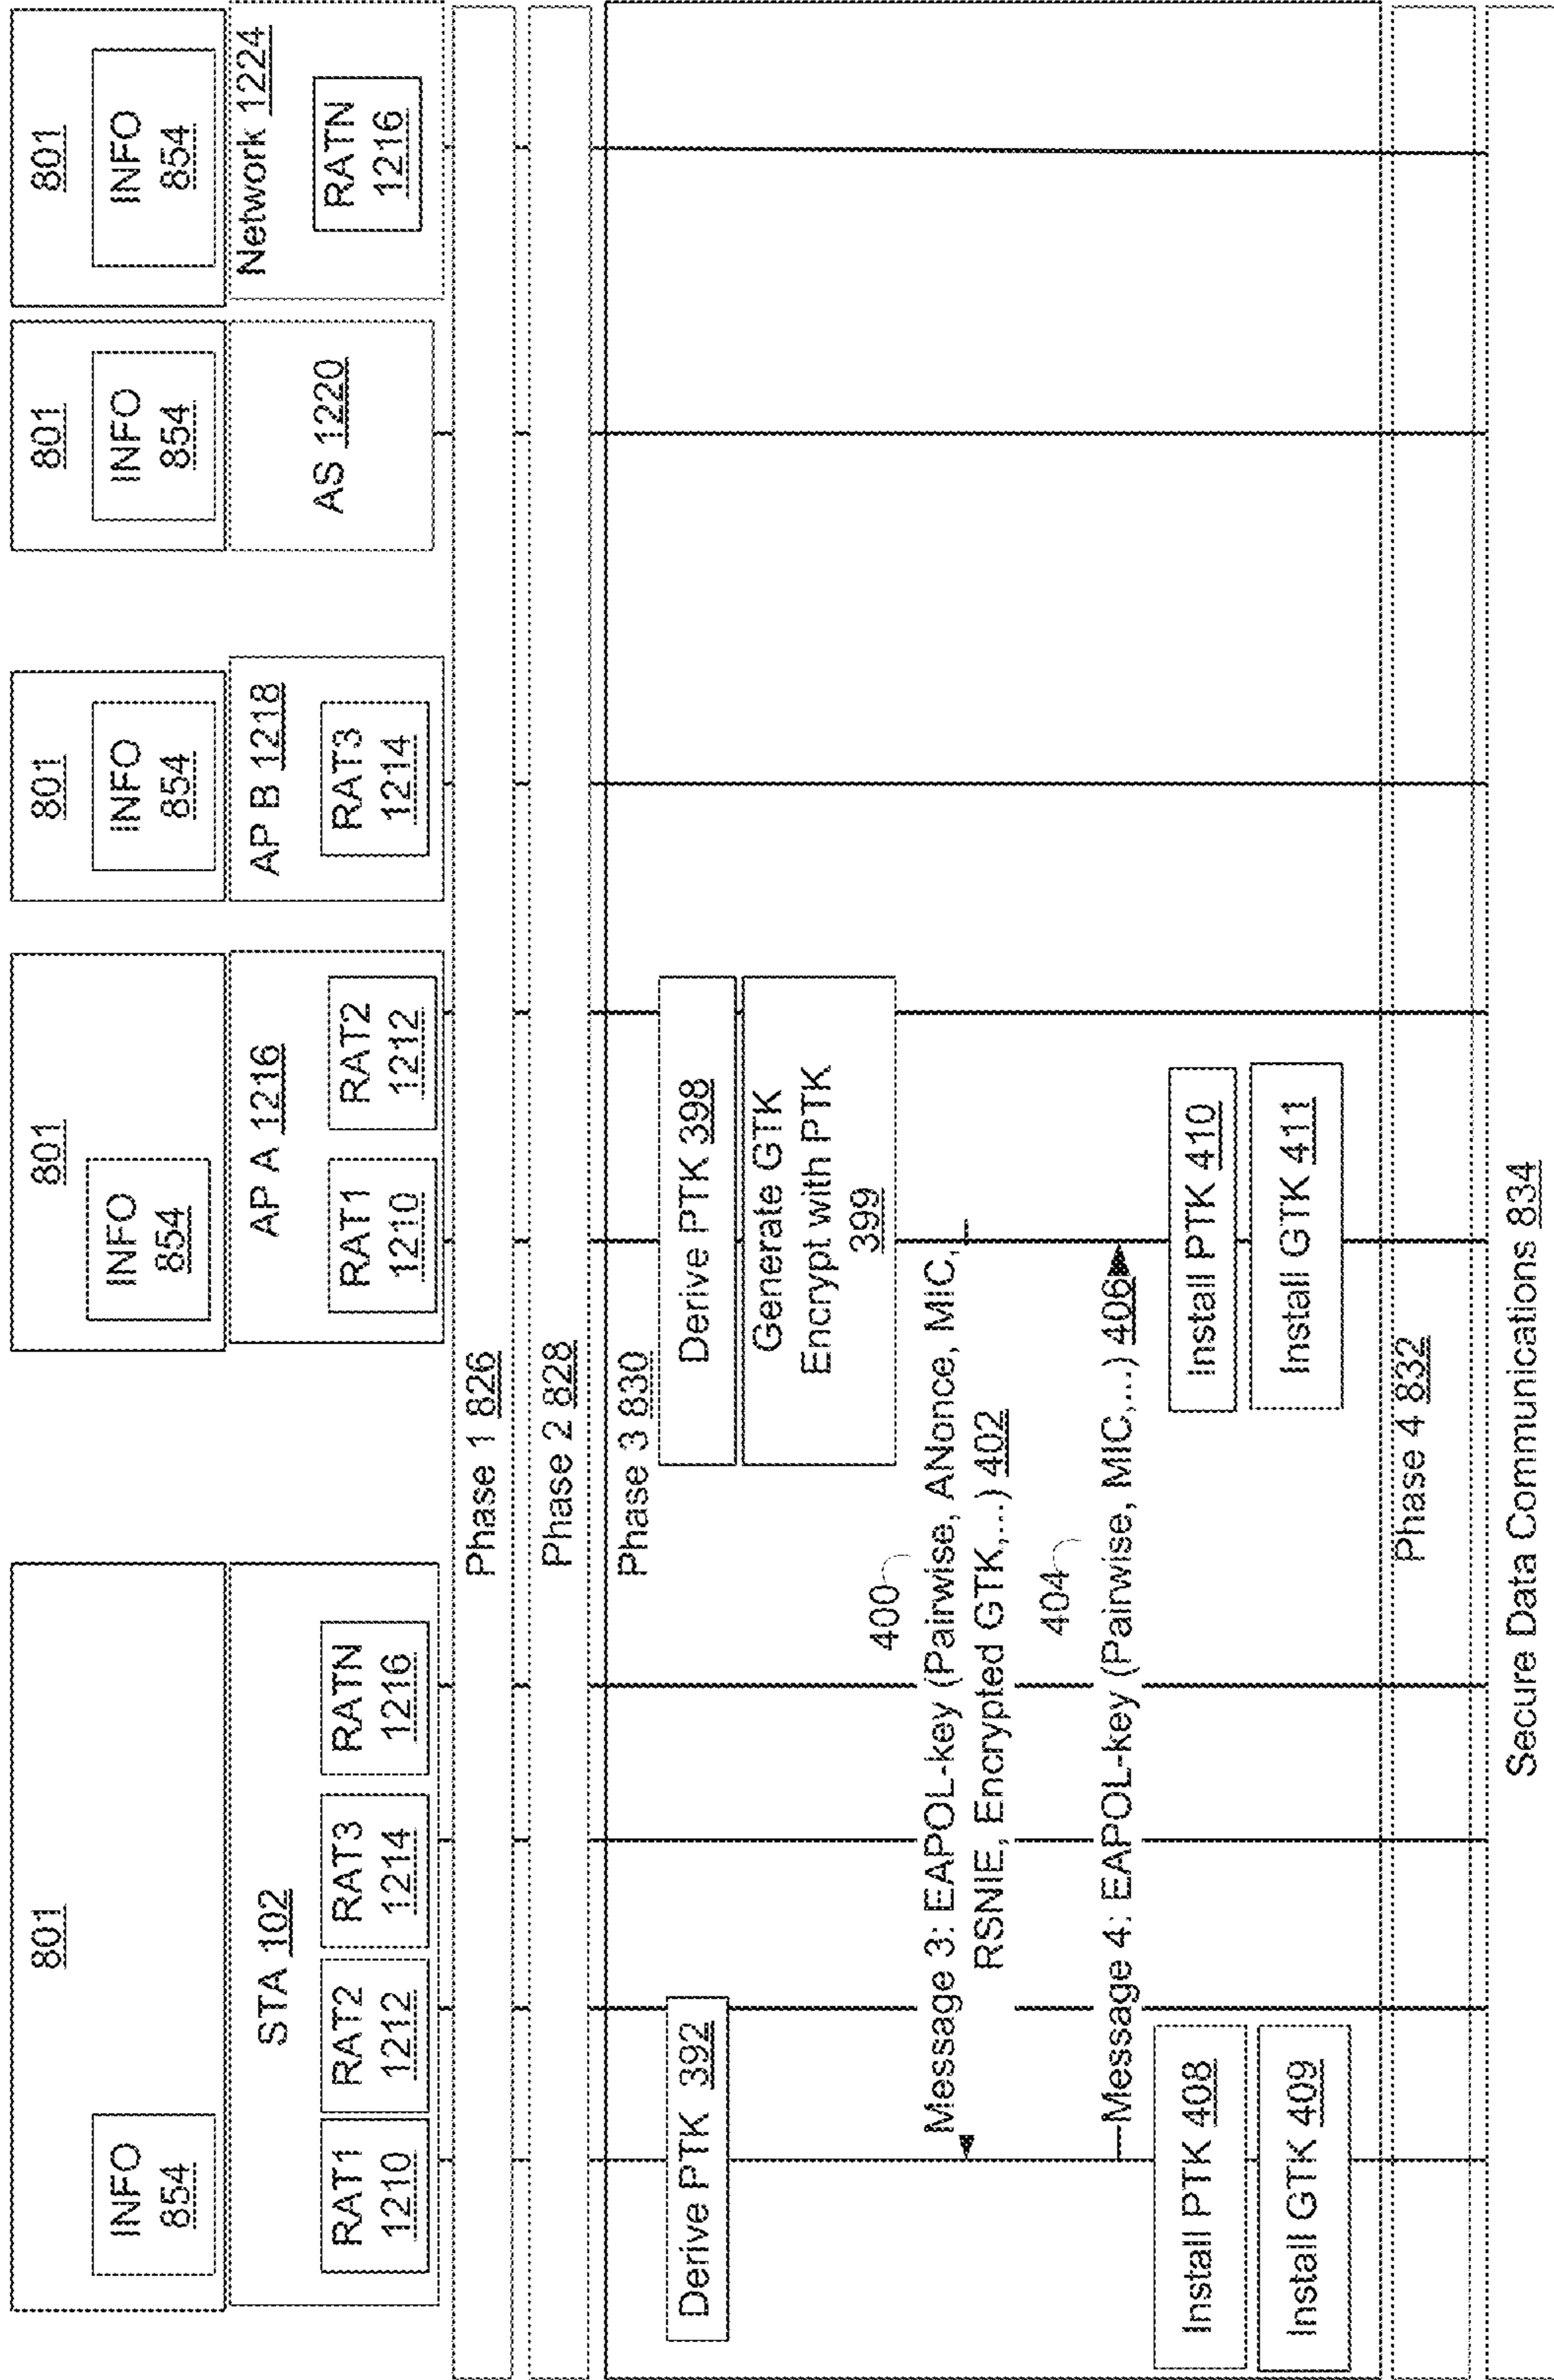 801
INFO
854
801
INFO
854
801
INFO
854
801
INFO
854
801
INFO
854
STA 102
RAT1
1210
RAT2
1212
RAT3
1214
RATN
1216
AP A 1216
RAT1
1210
RAT2
1212
AP B 1218
RAT3
1214
AS 1220
Network 1224
RATN
1216
Phase 1 826
Phase 2 828
Phase 3 830
Derive PTK 392
Derive PTK 398
Generate GTK
Encrypt with PTK
399
400
Message 3: EAPOL-key (Pairwise, ANonce, MIC,
RSNIE, Encrypted GTK,...) 402
404
Message 4: EAPOL-key (Pairwise, MIC,...) 406
Install PTK 408
Install GTK 409
Install PTK 410
Install GTK 411
Phase 4 832
Secure Data Communications 834